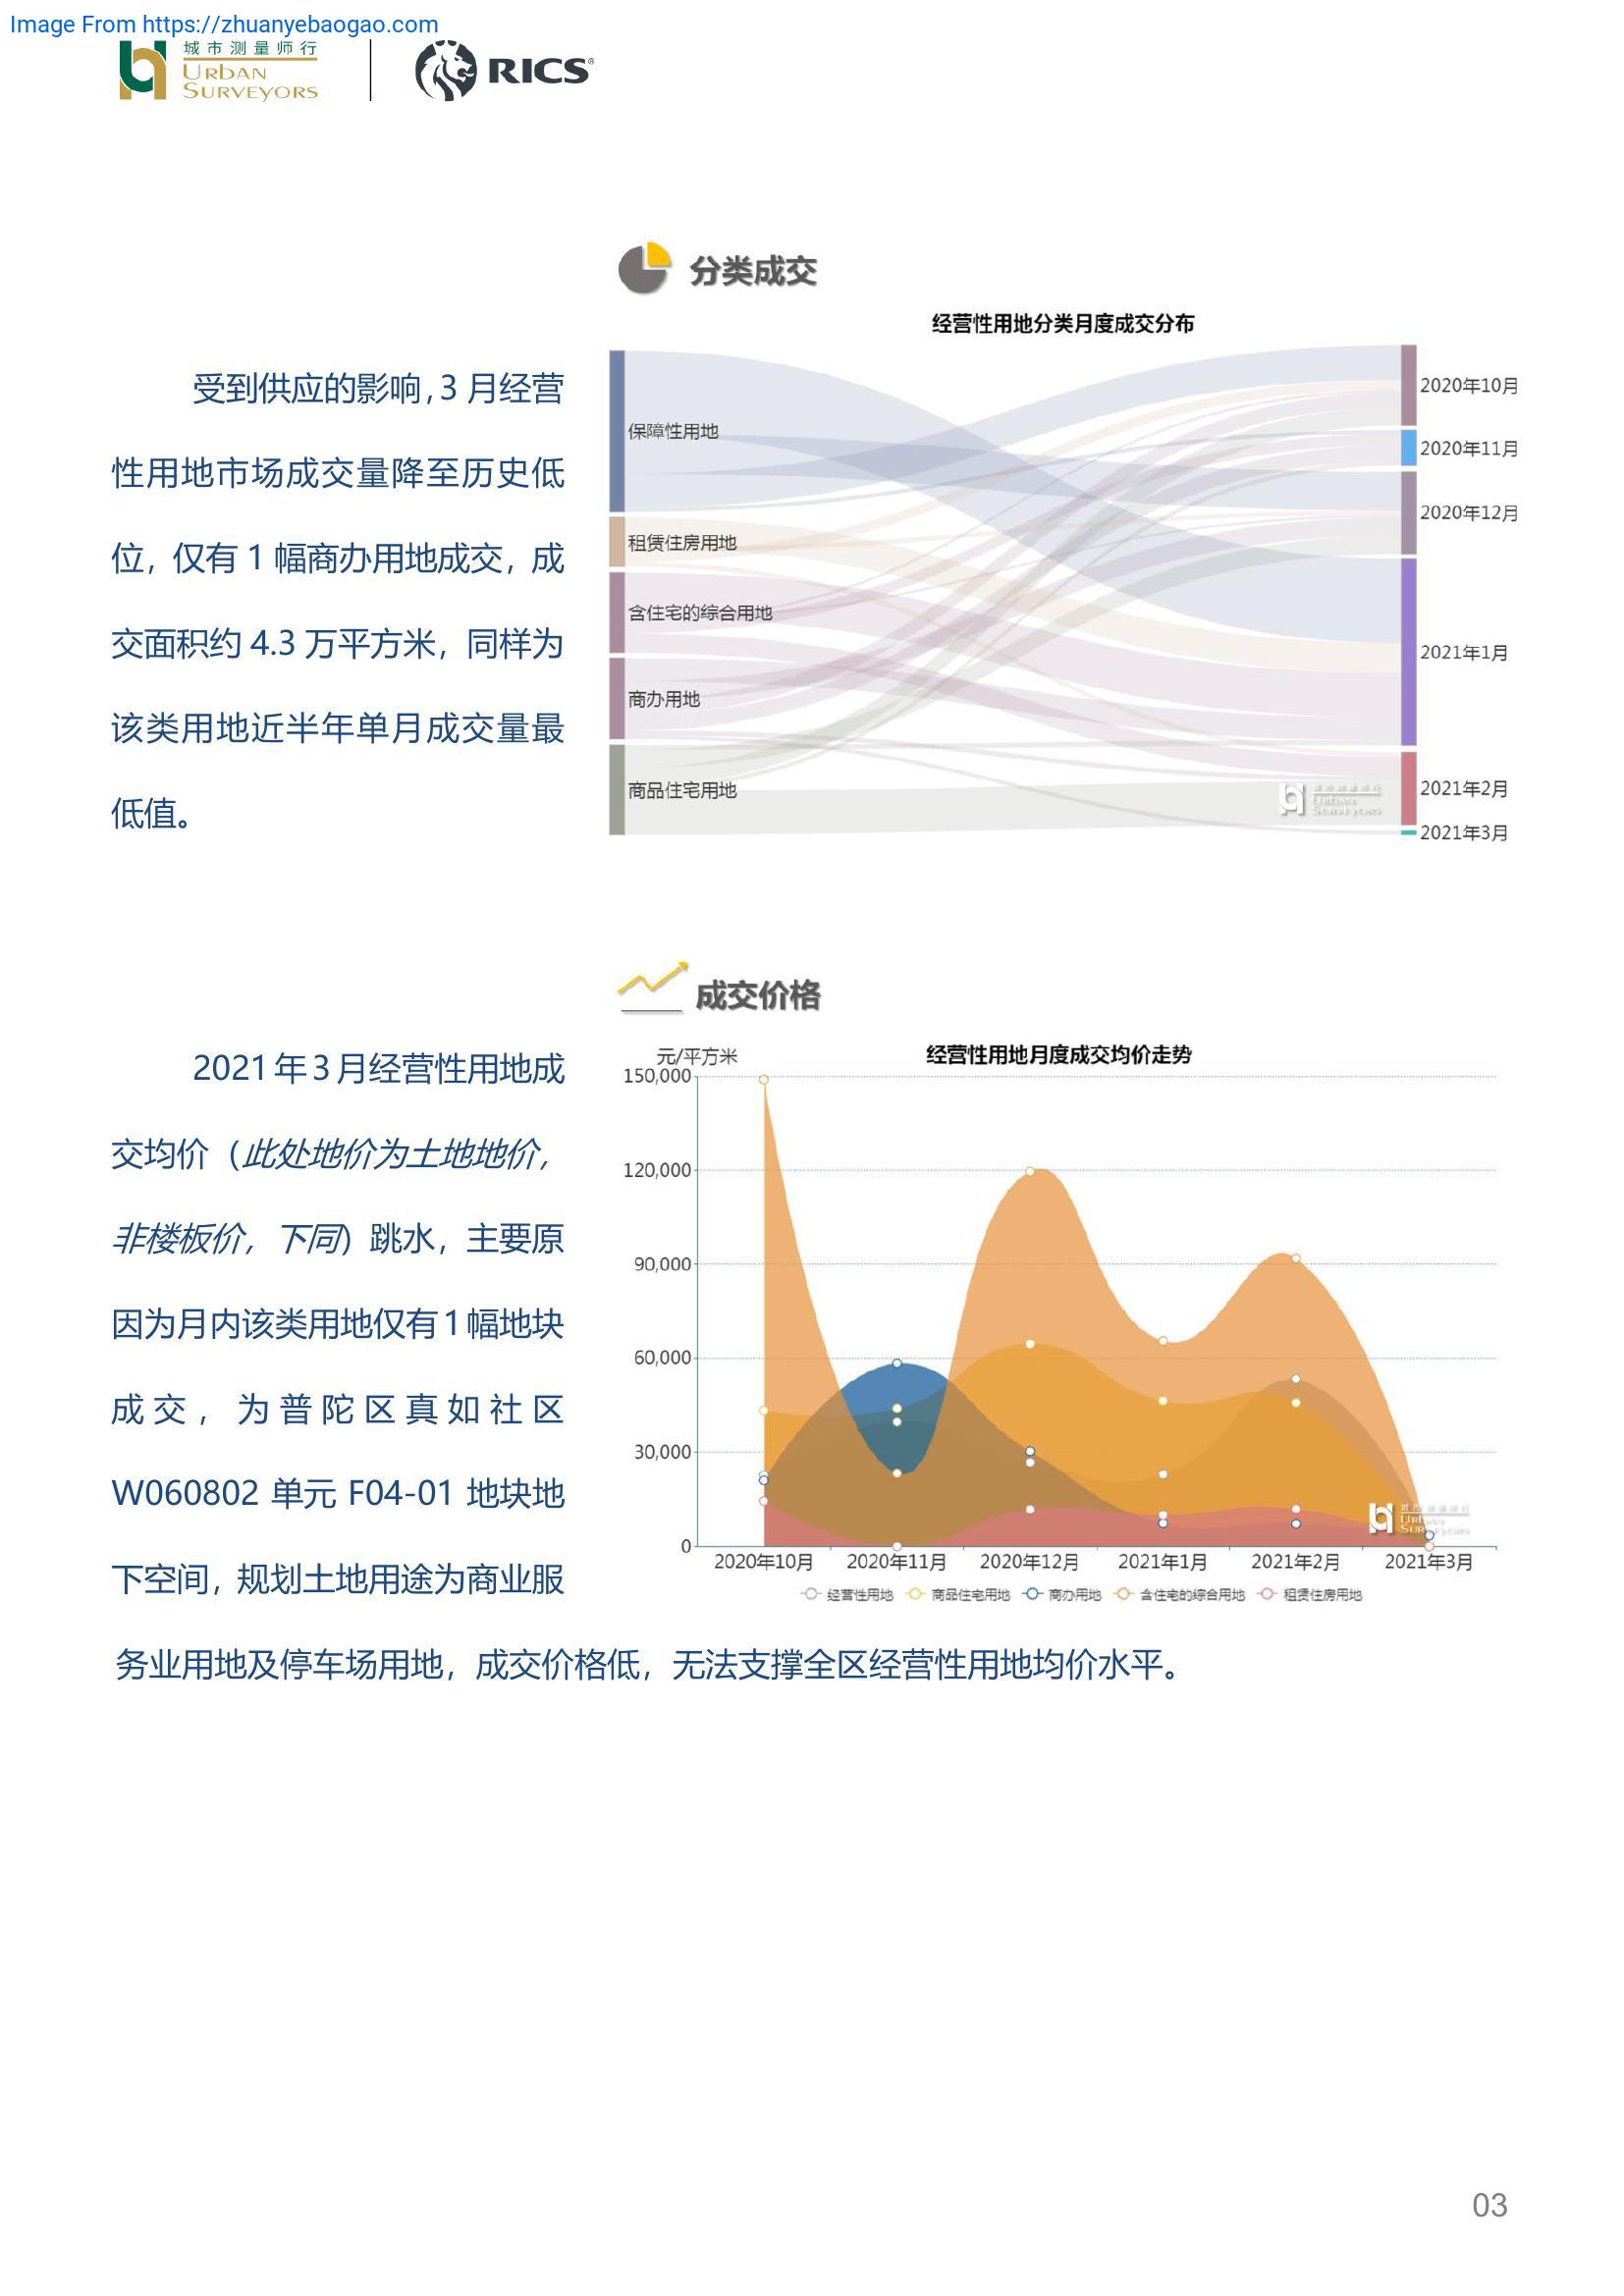 Image From https://zhuanyebaogao.com
城市测量师行
URBAN
SURVEYORS
RICS®
分类成交
经营性用地分类月度成交分布
受到供应的影响,3 月经营
性用地市场成交量降至历史低
位，仅有 1 幅商办用地成交，成
交面积约 4.3 万平方米，同样为
该类用地近半年单月成交量最
低值。
保障性用地
租赁住房用地
含住宅的综合用地
商办用地
商品住宅用地
2020年10月
2020年11月
2020年12月
2021年1月
2021年2月
2021年3月
城市测量师行
URBAN
SURVEYORS
成交价格
2021 年 3 月经营性用地成
交均价（此处地价为土地地价，
非楼板价，下同）跳水，主要原
因为月内该类用地仅有 1 幅地块
成交，为普陀区真如社区
W060802 单元 F04-01 地块地
下空间,规划土地用途为商业服
务业用地及停车场用地，成交价格低，无法支撑全区经营性用地均价水平。
元/平方米
经营性用地月度成交均价走势
150,000
120,000
90,000
60,000
30,000
0
2020年10月 2020年11月 2020年12月 2021年1月 2021年2月 2021年3月
城市测量师行
URBAN
SURVEYORS
经营性用地 商品住宅用地 商办用地 含住宅的综合用地 租赁住房用地
03